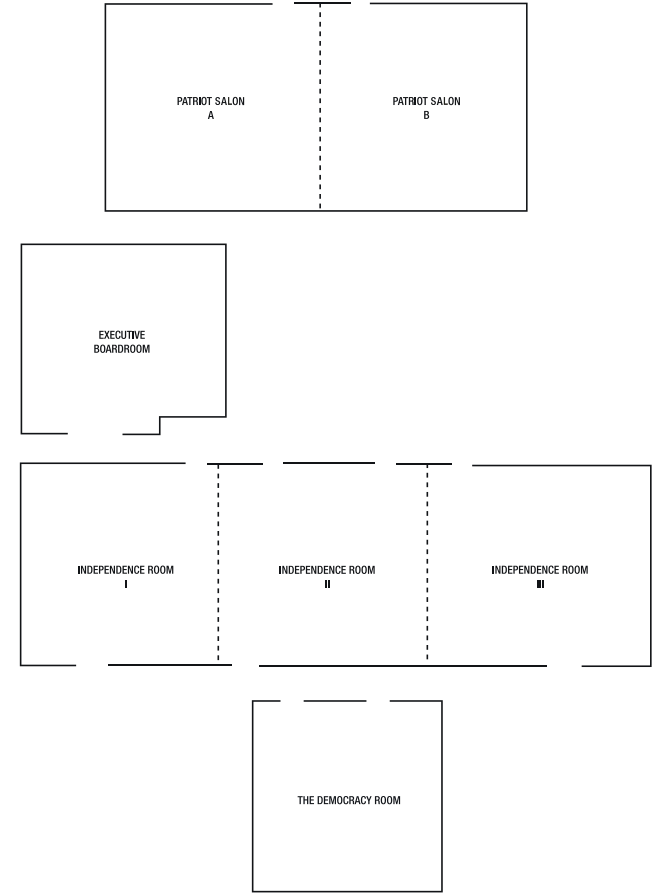 PATRIOT SALON
A
PATRIOT SALON
B
EXECUTIVE
BOARDROOM
INDEPENDENCE ROOM
I
INDEPENDENCE ROOM
II
INDEPENDENCE ROOM
III
THE DEMOCRACY ROOM